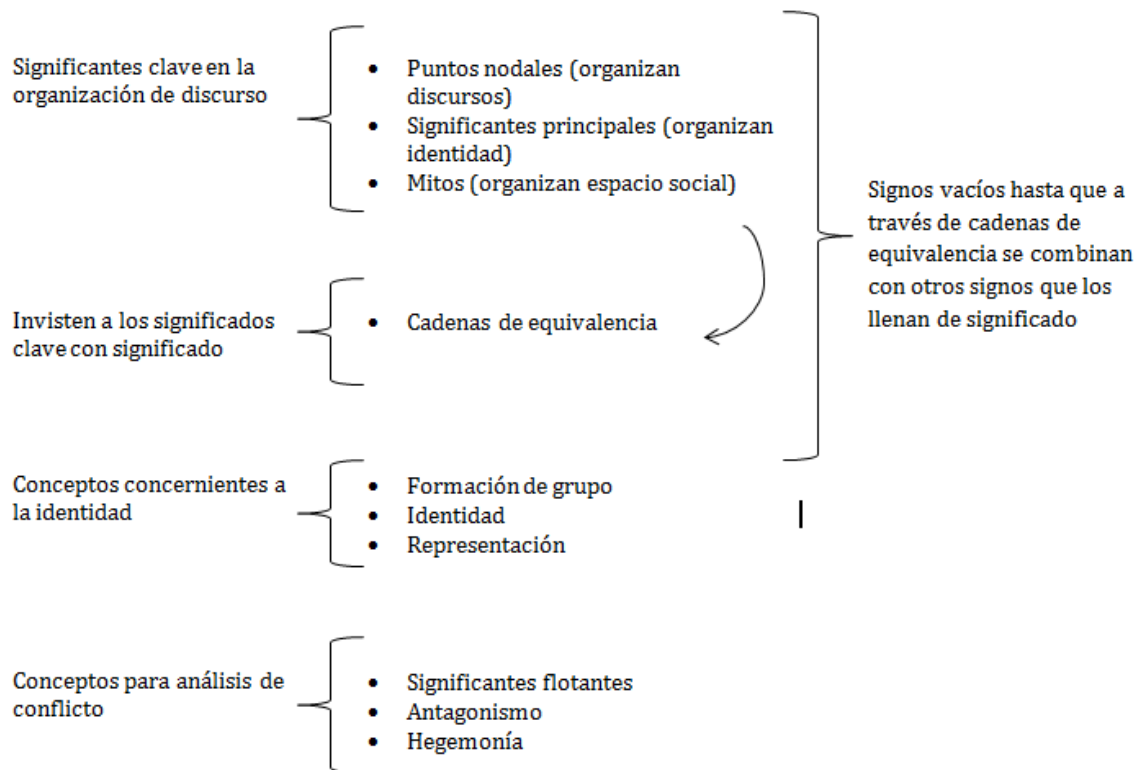 Significantes clave en la
organización de discurso
• Puntos nodales (organizan
discursos)
• Significantes principales (organizan
identidad)
• Mitos (organizan espacio social)
Signos vacíos hasta que a
través de cadenas de
equivalencia se combinan
con otros signos que los
llenan de significado
Invisten a los significados
clave con significado
• Cadenas de equivalencia
Conceptos concernientes a
la identidad
• Formación de grupo
• Identidad
• Representación
Conceptos para análisis de
conflicto
• Significantes flotantes
• Antagonismo
• Hegemonía